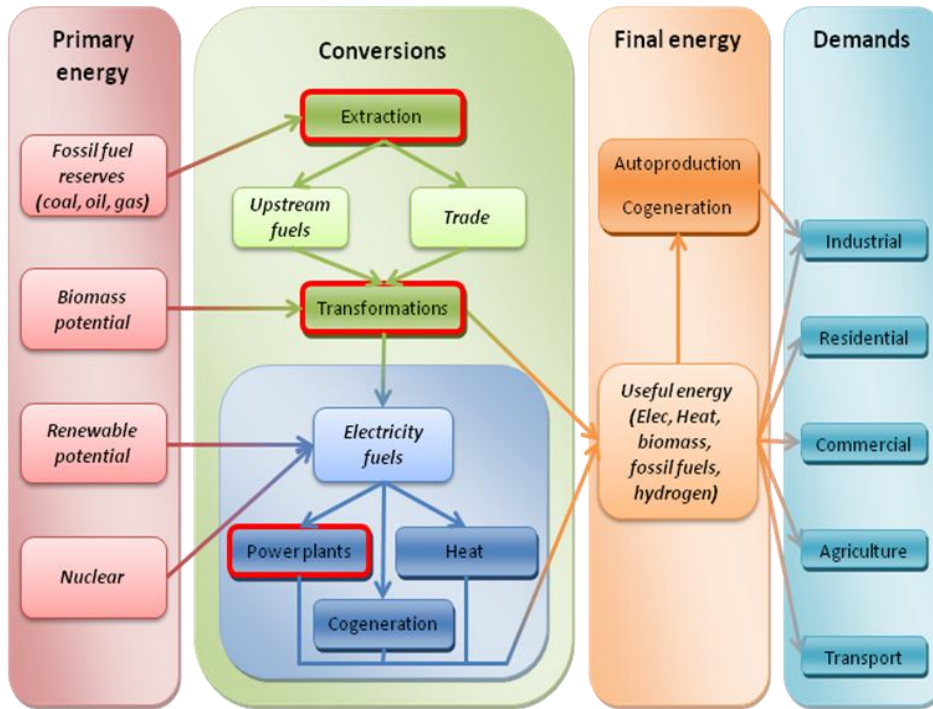 Primary
energy
Fossil fuel
reserves
(coal, oil, gas)
Biomass
potential
Renewable
potential
Nuclear
Conversions
Extraction
Upstream
fuels
Trade
Transformations
Electricity
fuels
Power plants
Heat
Cogeneration
Final energy
Autoproduction
Cogeneration
Useful energy
(Elec, Heat,
biomass,
fossil fuels,
hydrogen)
Demands
Industrial
Residential
Commercial
Agriculture
Transport